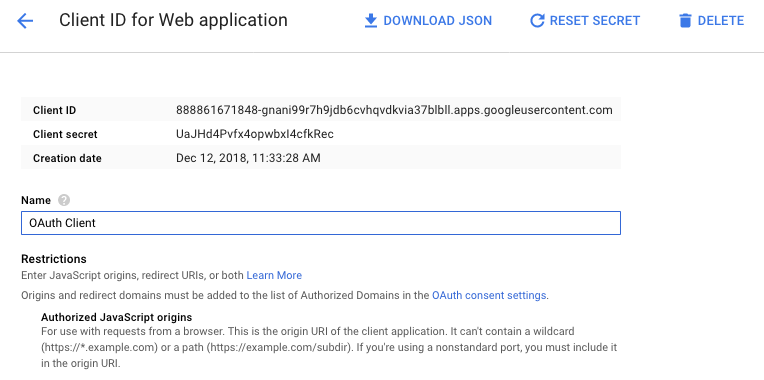 Client ID for Web application DOWNLOAD JSON RESET SECRET DELETE
Client ID 888861671848-gnani99r7h9jdb6cvhqvdkvia37blbll.apps.googleusercontent.com
Client secret UaJHd4Pvfx4opwbxI4cfkRec
Creation date Dec 12, 2018, 11:33:28 AM
Name ?
OAuth Client
Restrictions
Enter JavaScript origins, redirect URIs, or both Learn More
Origins and redirect domains must be added to the list of Authorized Domains in the OAuth consent settings.
Authorized JavaScript origins
For use with requests from a browser. This is the origin URI of the client application. It can't contain a wildcard
(https://*.example.com) or a path (https://example.com/subdir). If you're using a nonstandard port, you must include it
in the origin URI.